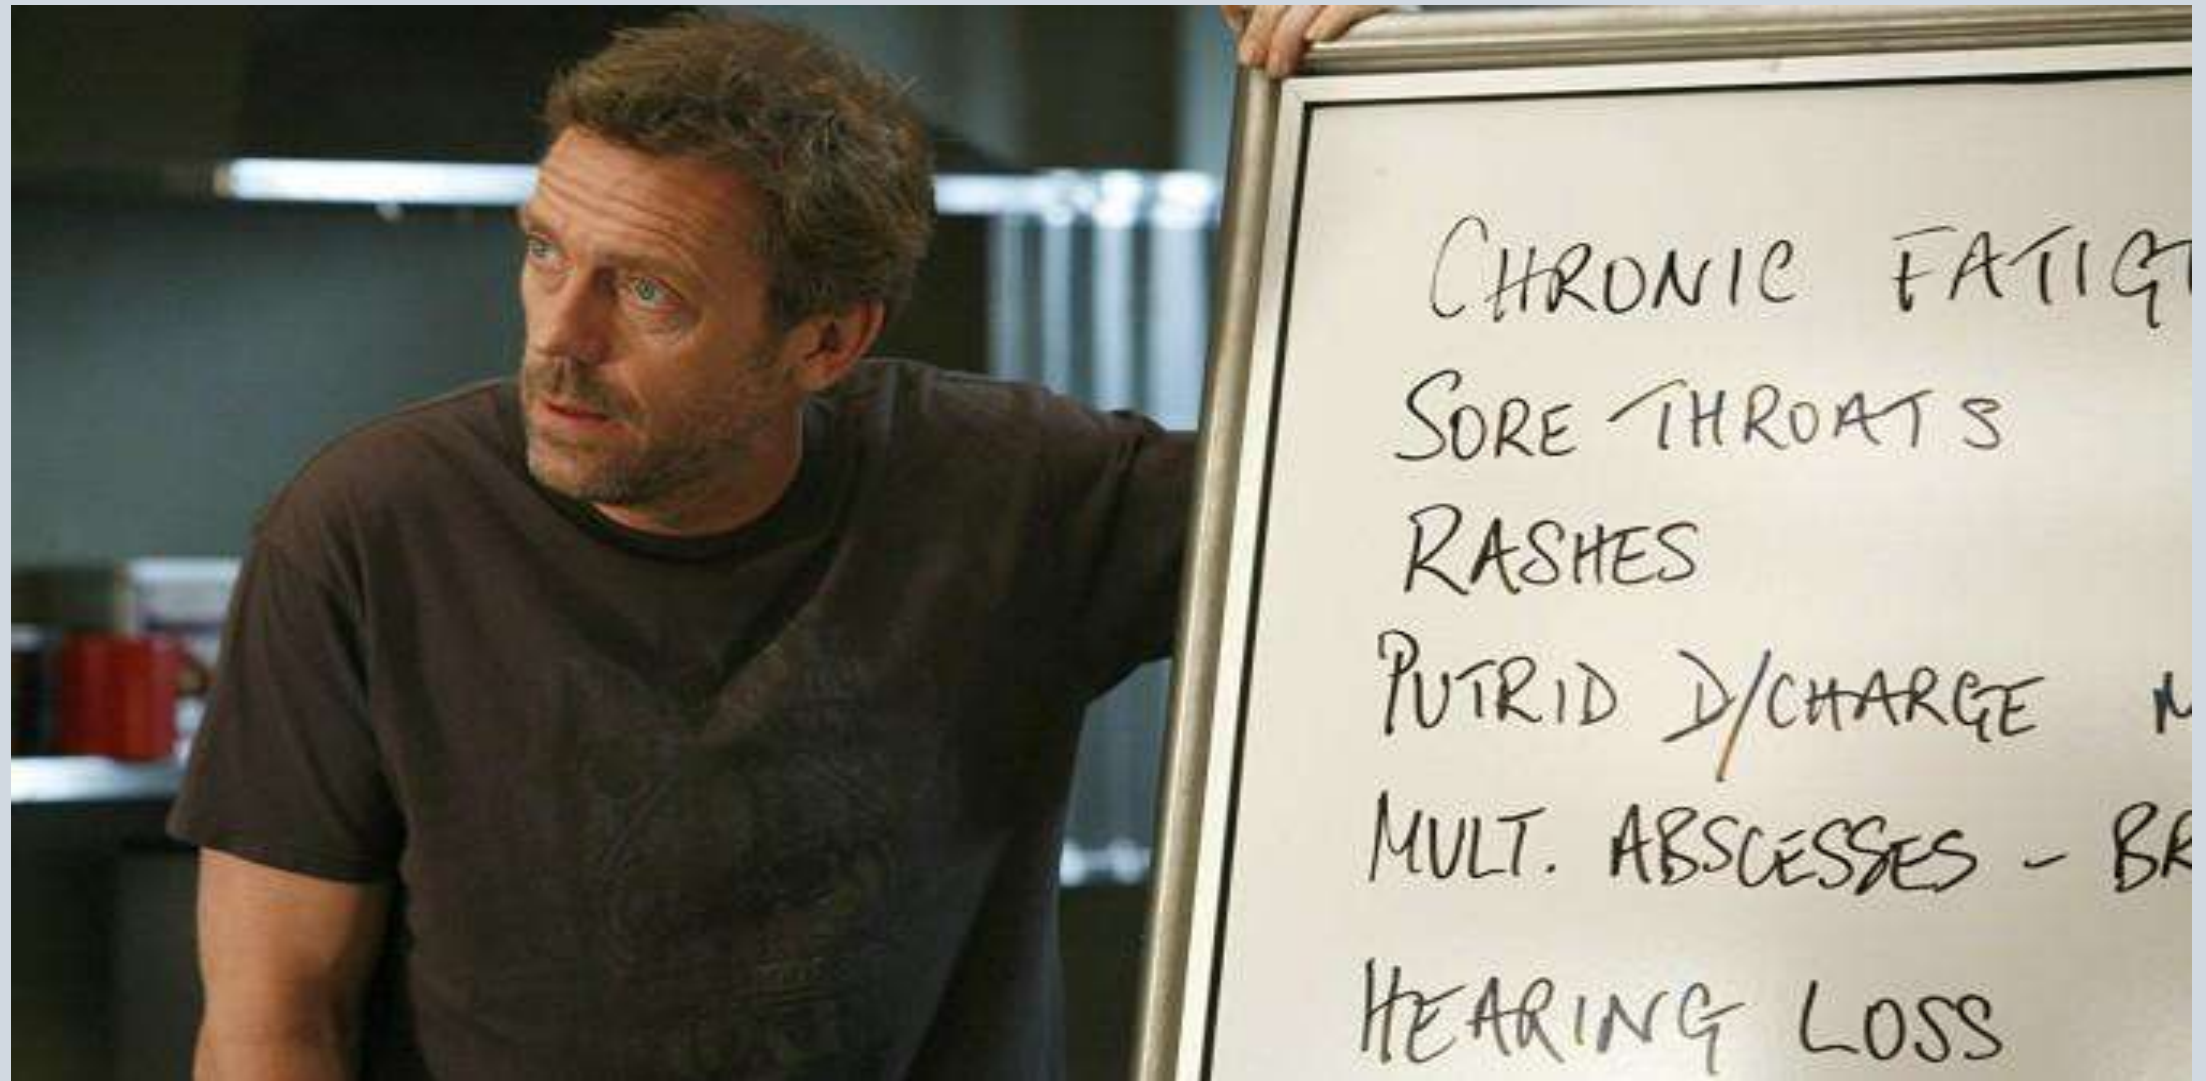 CHRONIC FATIG
SORE THROATS
RASHES
PUTRID D/CHARGE
MULT. ABSCESSES - BR
HEARING LOSS